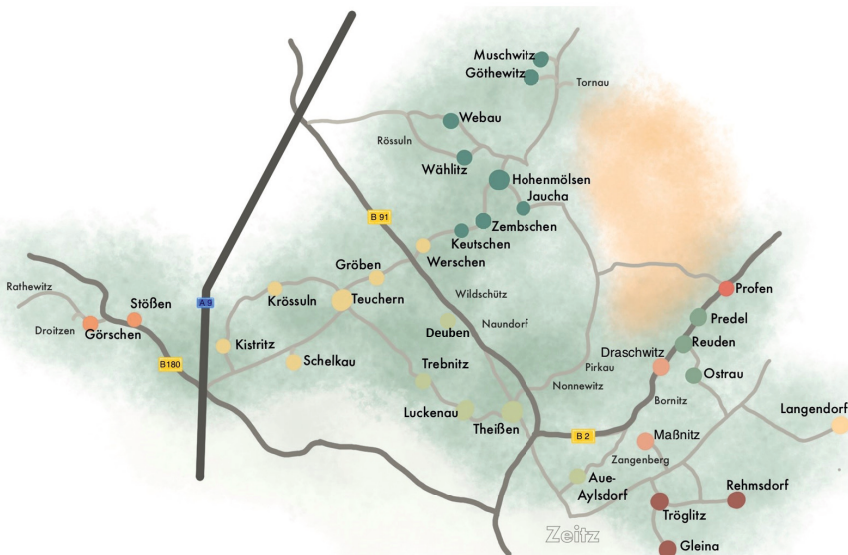 Muschwitz
Göthewitz
Tornau
Webau
Rössuln
Wählitz
Hohenmölsen
Jaucha
B 91
Zembschen
Keutschen
Werschen
Gröben
Rathewitz
Krössuln
Teuchern
Wildschütz
Profen
Stößen
A 9
Droitzen
Görschen
Deuben
Naundorf
Predel
Kistritz
Reuden
Draschwitz
B180
Schelkau
Trebnitz
Pirkau
Ostrau
Nonnewitz
Bornitz
Luckenau
Theißen
Langendorf
B 2
Maßnitz
Zangenberg
Aue-
Aylsdorf
Rehmsdorf
Tröglitz
Zeitz
Gleina